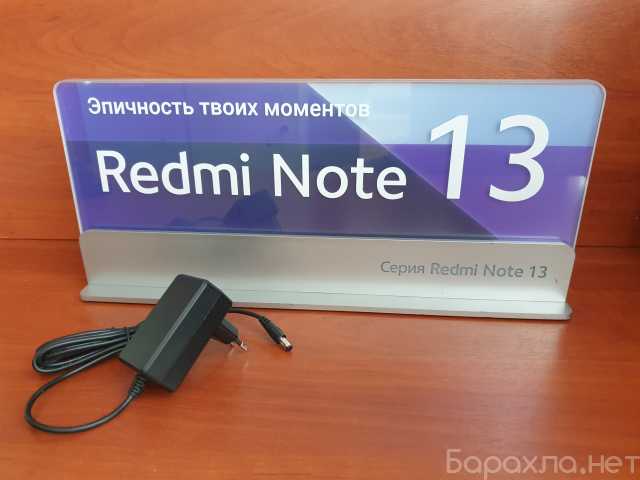 Эпичность твоих моментов
Redmi Note 13
Серия Redmi Note 13
Барахла.нет